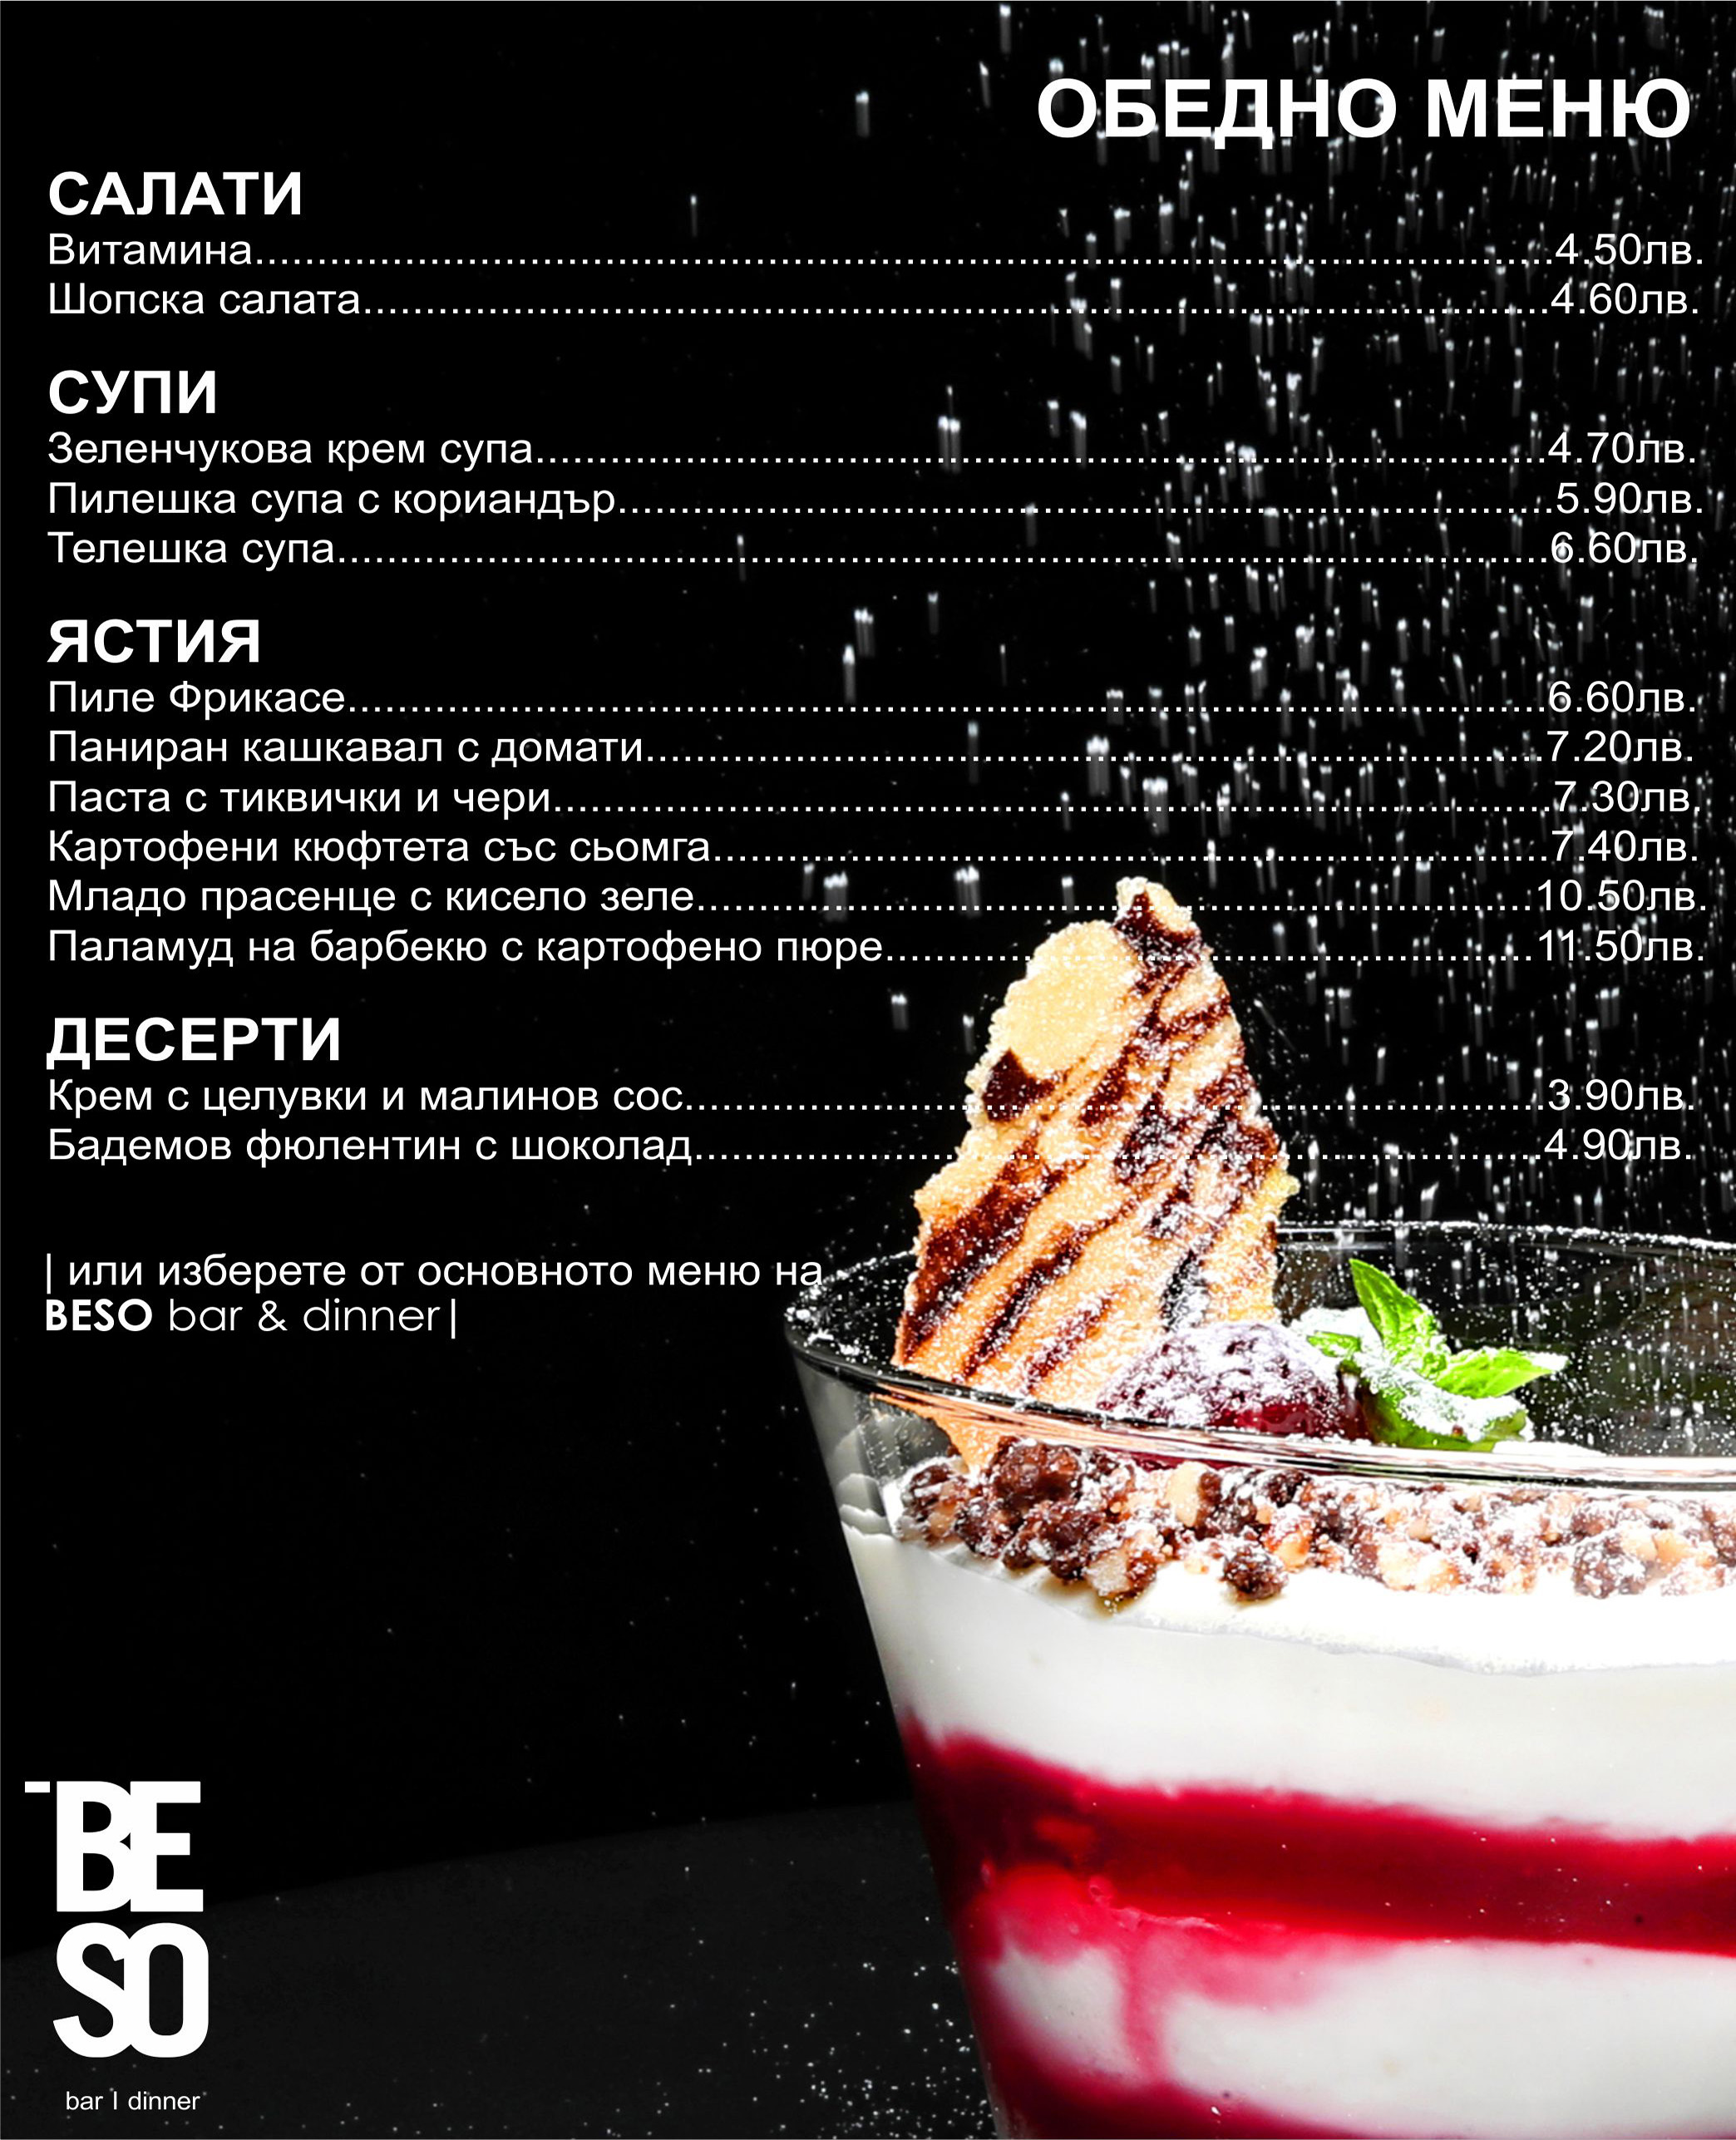 ОБЕДНО МЕНЮ
САЛАТИ
Витамина.....................................................................................................4.50лв.
Шопска салата.............................................................................................4.60лв.
СУПИ
Зеленчукова крем супа...............................................................................4.70лв.
Пилешка супа с кориандър.........................................................................5.90лв.
Телешка супа...............................................................................................6.60лв.
ЯСТИЯ
Пиле Фрикасе..............................................................................................6.60лв.
Паниран кашкавал с домати.......................................................................7.20лв.
Паста с тиквички и чери..............................................................................7.30лв.
Картофени кюфтета със сьомга.................................................................7.40лв.
Младо прасенце с кисело зеле.................................................................10.50лв.
Паламуд на барбекю с картофено пюре...................................................11.50лв.
ДЕСЕРТИ
Крем с целувки и малинов сос...................................................................3.90лв.
Бадемов фюлентин с шоколад..................................................................4.90лв.
| или изберете от основното меню на
BESO bar & dinner|
BE
SO
bar | dinner